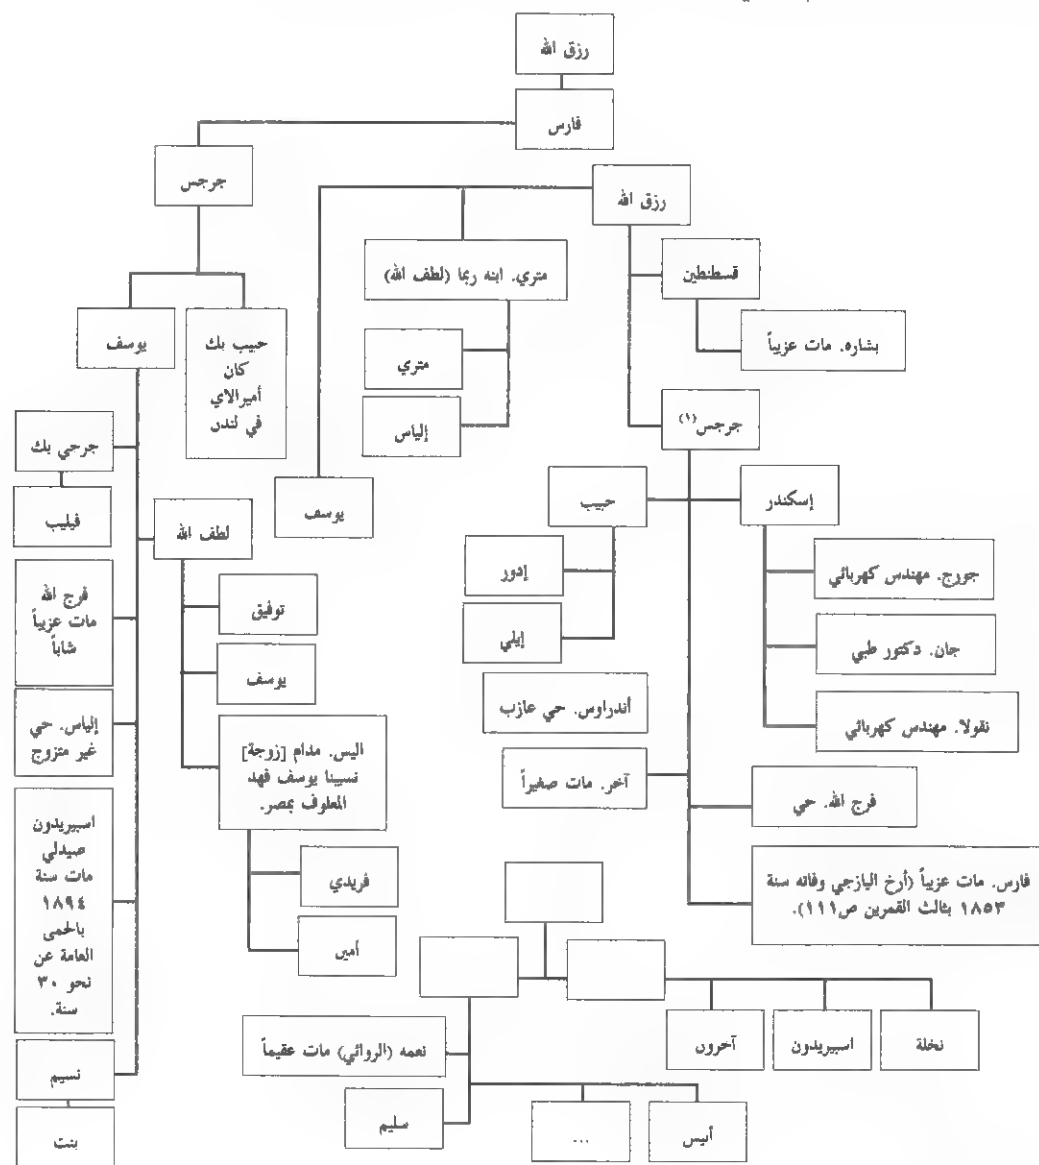 رزق الله
فارس
جرجس
رزق الله
متري. ابنه ربما (لطف الله)
قسطنطين
يوسف
حبيب بك
كان
أميرالاي
في لندن
بشاره. مات عزيباً
متري
إلياس
جرجس(١)
جرجي بك
فيليب
يوسف
حبيب
إسكندر
لطف الله
إدور
إيلي
جورج. مهندس كهربائي
جان. دكتور طبي
نقولا. مهندس كهربائي
فرج الله
مات عزيباً
شاباً
توفيق
يوسف
أندراوس. حي عازب
إلياس. حي
غير متزوج
اليس. مدام [زوجة]
نسيبنا يوسف فهد
المعلوف بمصر.
آخر. مات صغيراً
فرج الله. حي
اسبيريدون
صيدلي
مات سنة
١٨٩٤
بالحمى
العامة عن
نحو ٣٠
سنة.
فريدي
أمين
فارس. مات عزيباً (أرخ اليازجي وفاته سنة
١٨٥٣ بثالث القمرين ص١١١).
آخرون
اسبيريدون
نخلة
نعمه (الروائي) مات عقيماً
نسيم
سليم
...
أنيس
بنت